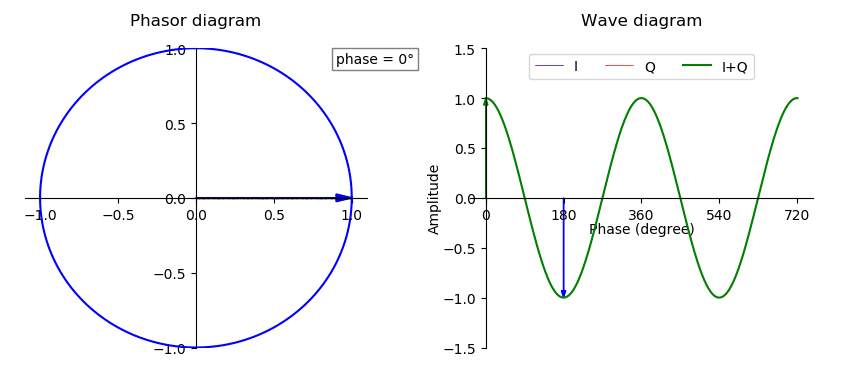 Phasor diagram
1.0
phase = 0°
0.5
0.0
−1.0 −0.5 0.0 0.5 1.0
−0.5
−1.0
Wave diagram
1.5
I Q I+Q
1.0
0.5
0.0
0 180 360 540 720
Phase (degree)
Amplitude
−0.5
−1.0
−1.5